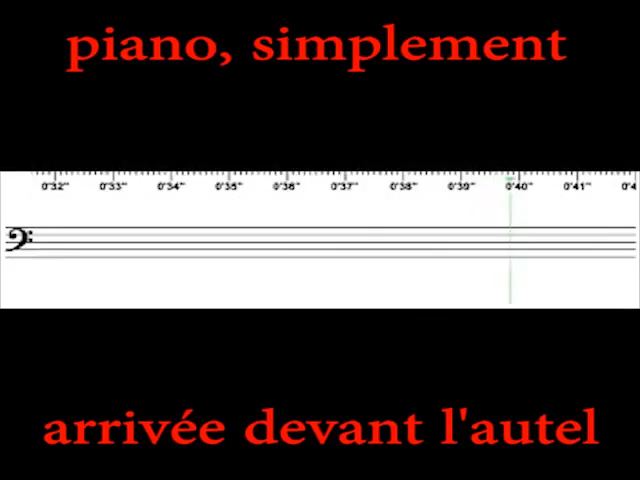 piano, simplement
0'32" 0'33" 0'34" 0'35" 0'36" 0'37" 0'38" 0'39" 0'40" 0'41"
arrivée devant l'autel